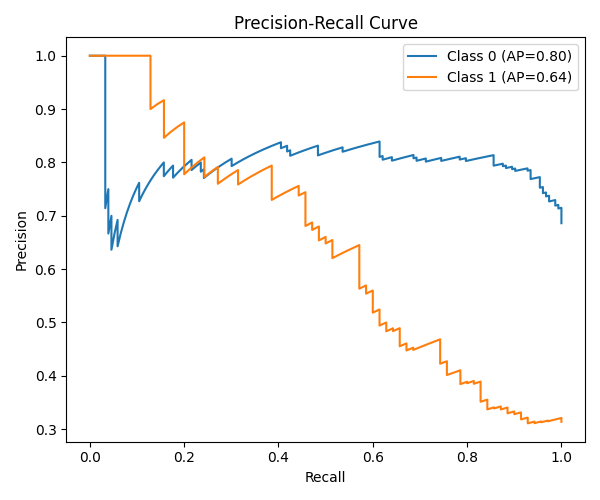 Precision-Recall Curve
Class 0 (AP=0.80)
Class 1 (AP=0.64)
Precision
1.0
0.9
0.8
0.7
0.6
0.5
0.4
0.3
0.0 0.2 0.4 0.6 0.8 1.0
Recall